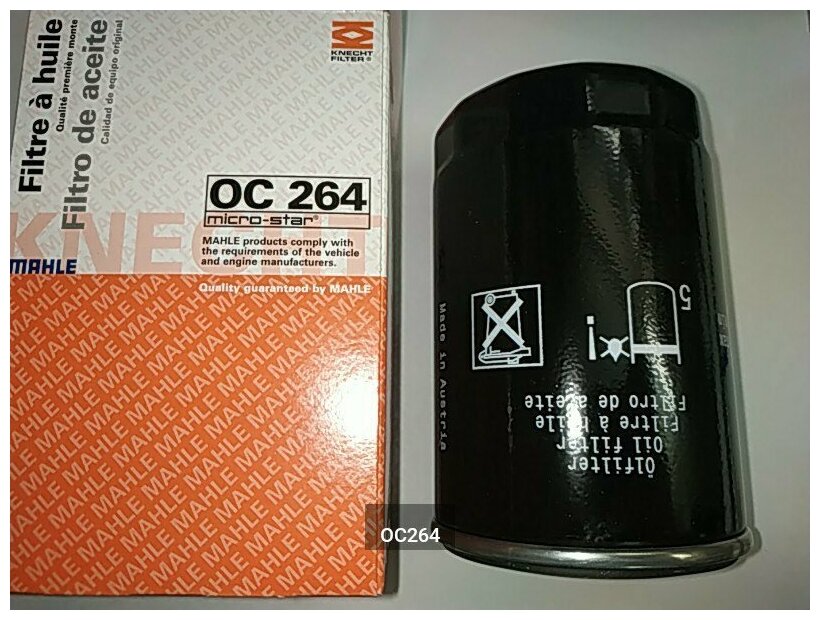 Filtre à huile
Qualité première monte
Filtro de aceite
Calidad de equipo original
KNECHT
FILTER®
OC 264
micro-star®
MAHLE products comply with
the requirements of the vehicle
and engine manufacturers.
KNECHT
MAHLE
Quality guaranteed by MAHLE
Made in Austria
5
Ölfilter
Oil filter
Filtre à huile
Filtro de aceite
OC264